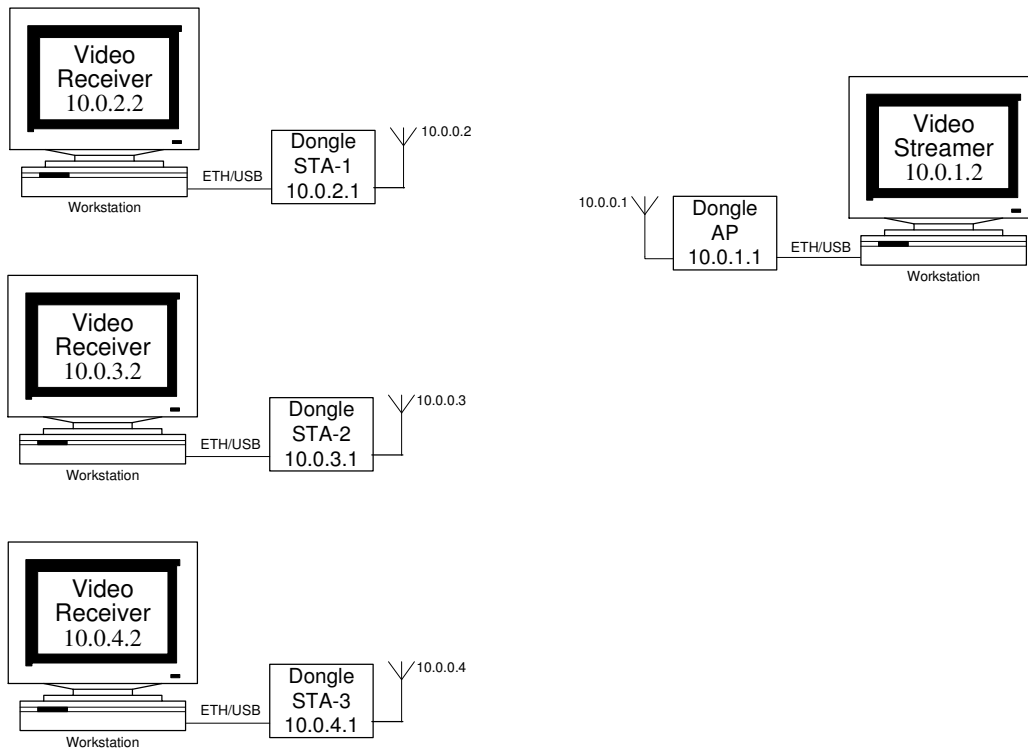 Video
Receiver
10.0.2.2
Workstation
ETH/USB
Dongle
STA-1
10.0.2.1
10.0.0.2
10.0.0.1
Dongle
AP
10.0.1.1
ETH/USB
Video
Streamer
10.0.1.2
Workstation
Video
Receiver
10.0.3.2
Workstation
ETH/USB
Dongle
STA-2
10.0.3.1
10.0.0.3
Video
Receiver
10.0.4.2
Workstation
ETH/USB
Dongle
STA-3
10.0.4.1
10.0.0.4